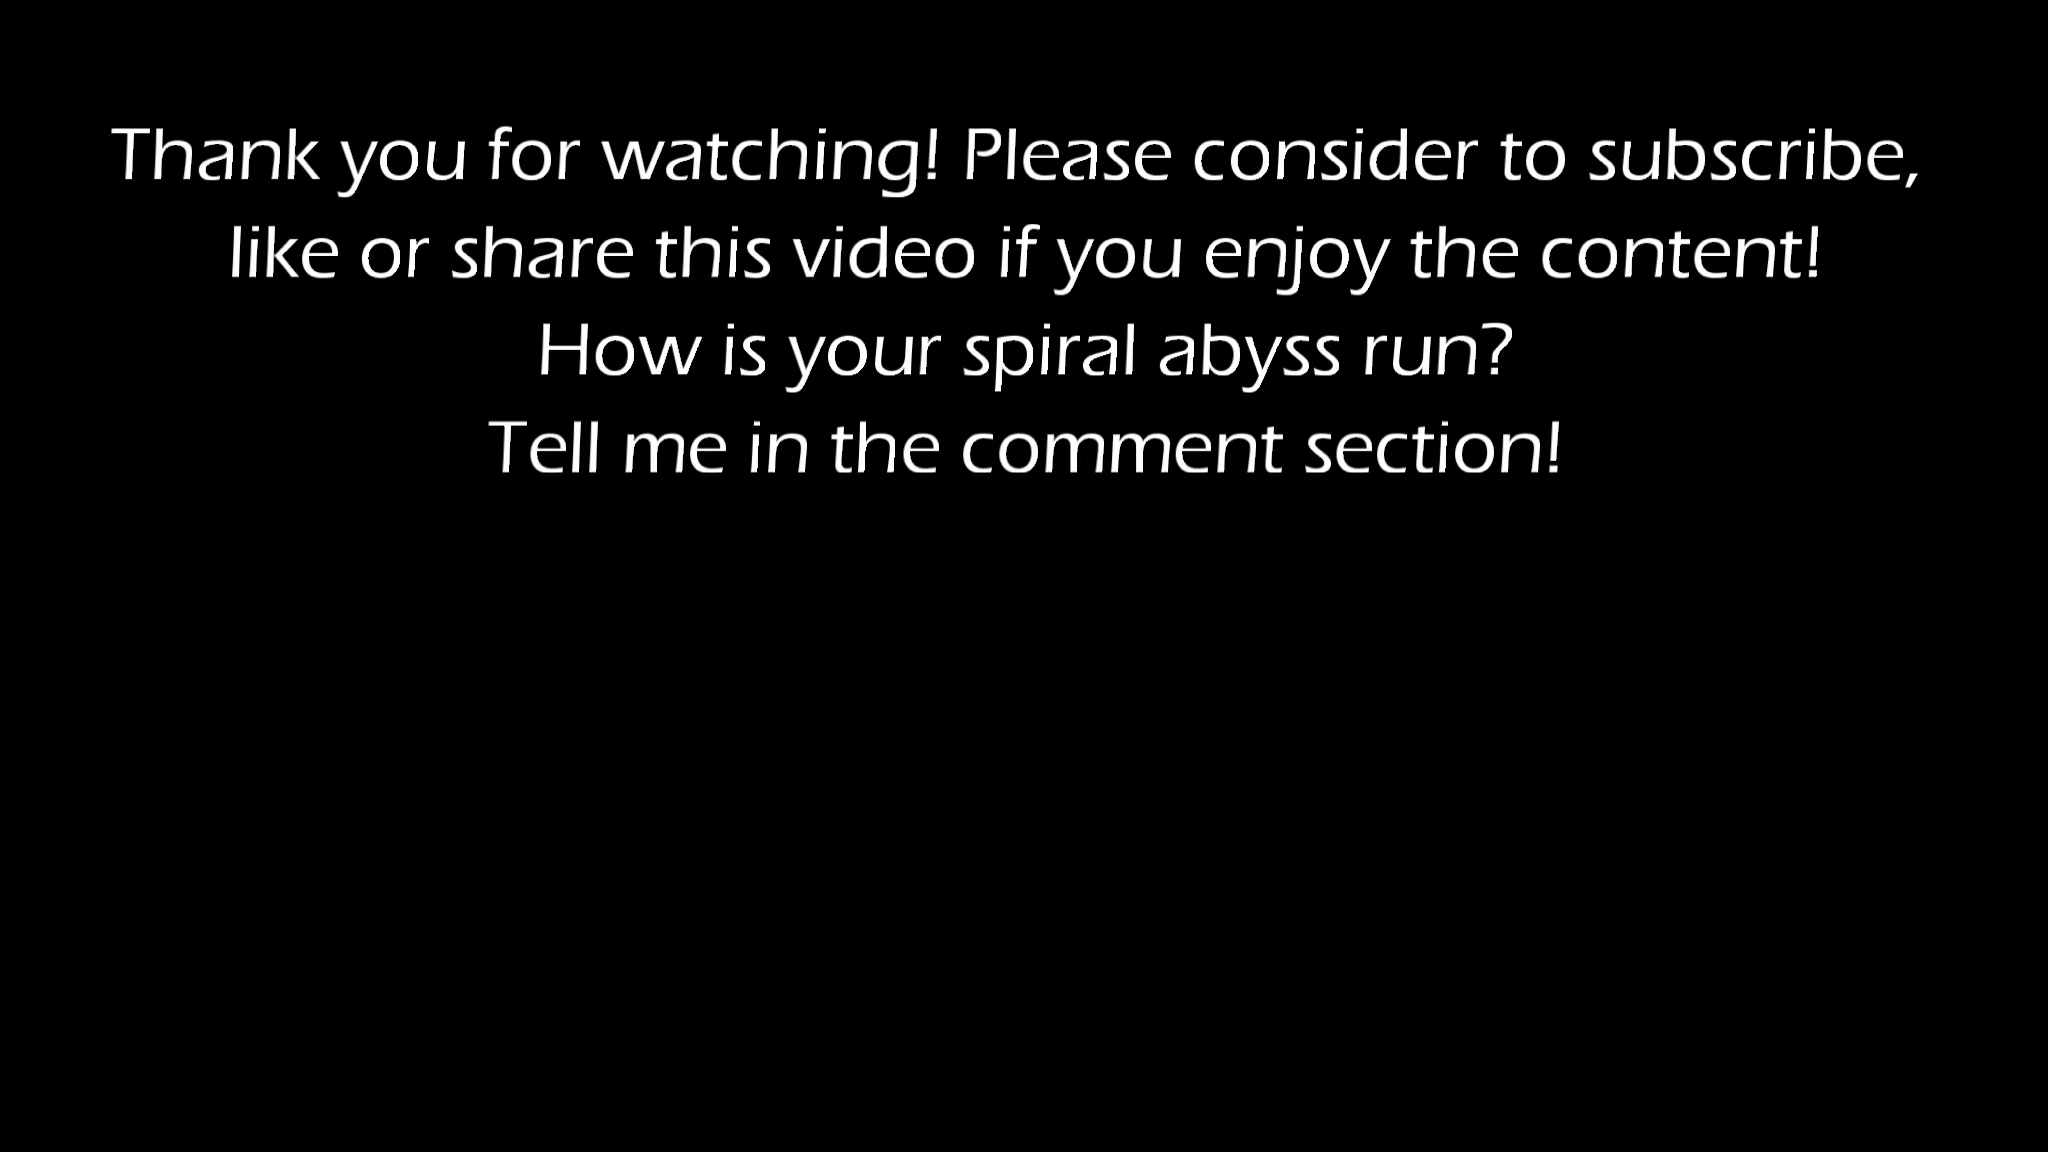 Thank you for watching! Please consider to subscribe,
like or share this video if you enjoy the content!
How is your spiral abyss run?
Tell me in the comment section!